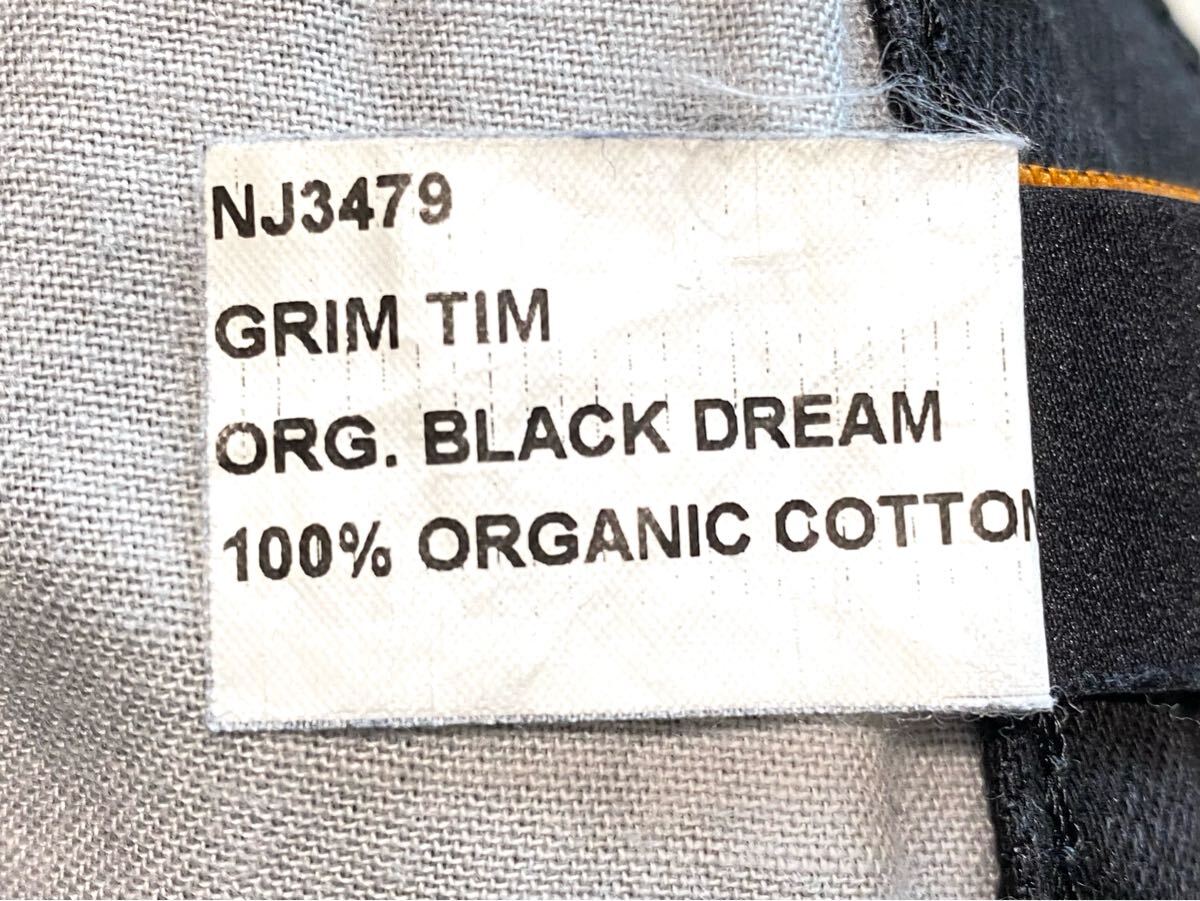 NJ3479
GRIM TIM
ORG. BLACK DREAM
100% ORGANIC COTTON